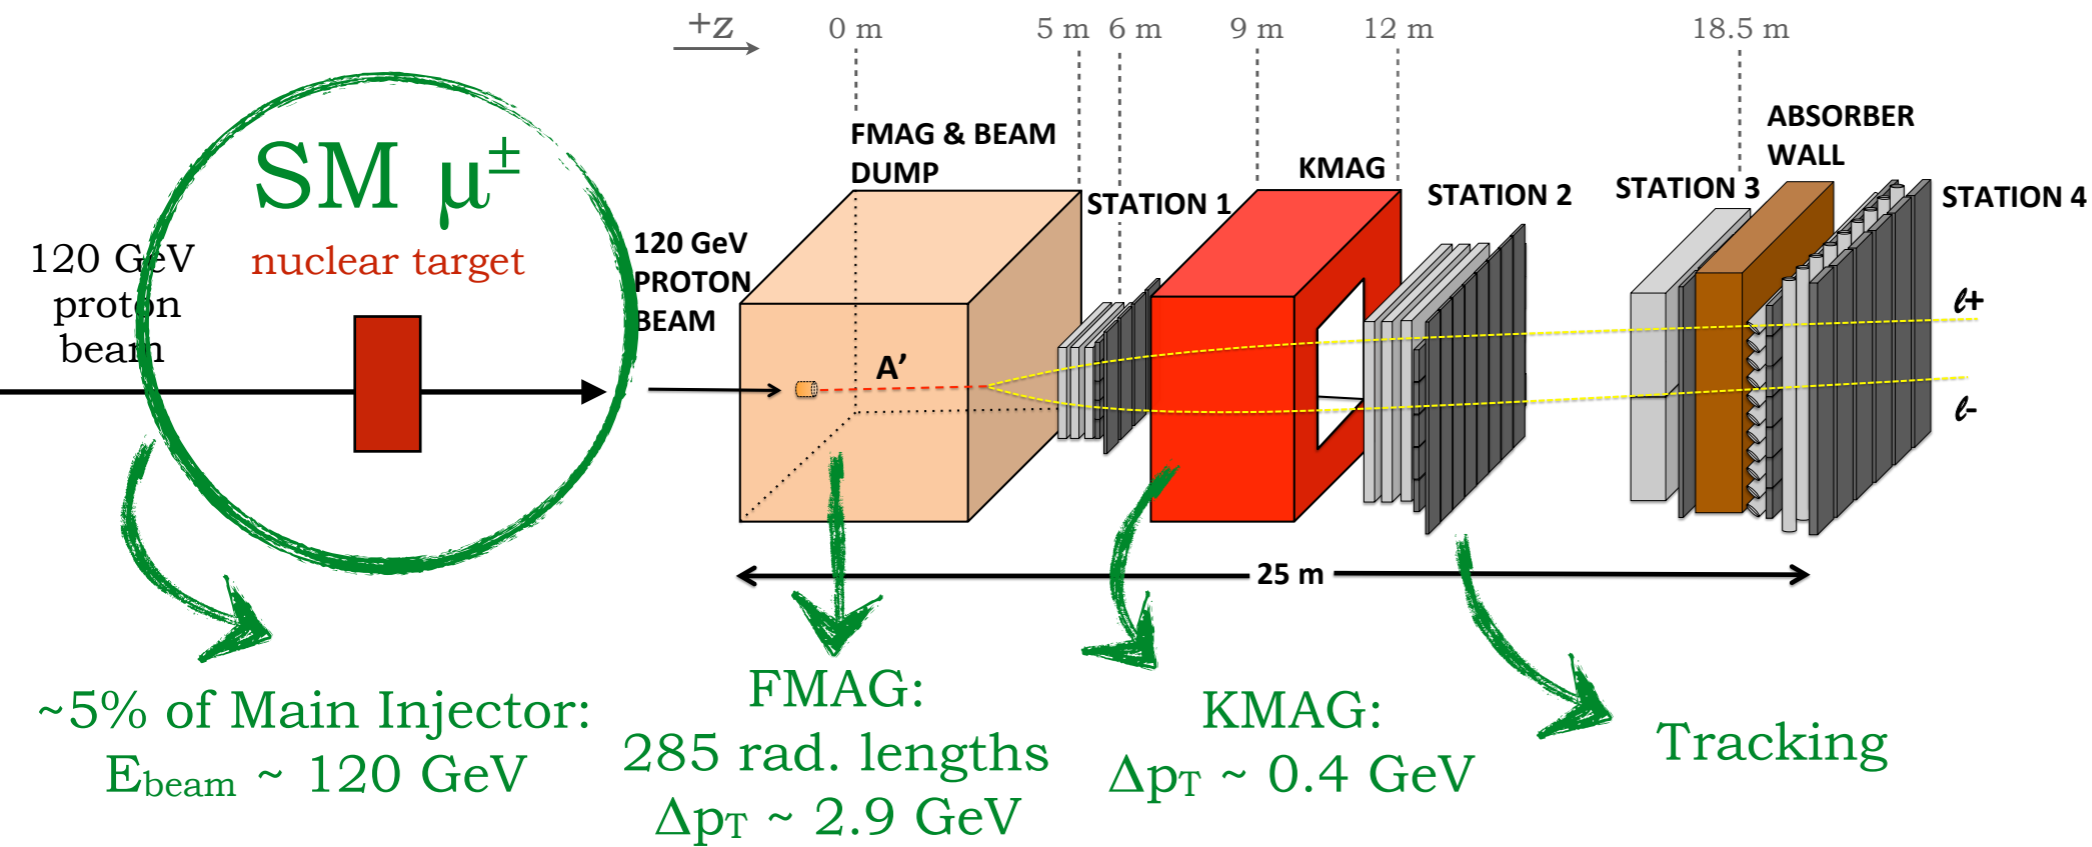 +z
0 m
5 m
6 m
9 m
12 m
18.5 m
SM μ±
nuclear target
120 GeV
proton
beam
120 GeV
PROTON
BEAM
FMAG & BEAM
DUMP
A’
STATION 1
KMAG
STATION 2
STATION 3
ABSORBER
WALL
STATION 4
ℓ+
ℓ-
25 m
~5% of Main Injector:
Ebeam ~ 120 GeV
FMAG:
285 rad. lengths
ΔpT ~ 2.9 GeV
KMAG:
ΔpT ~ 0.4 GeV
Tracking